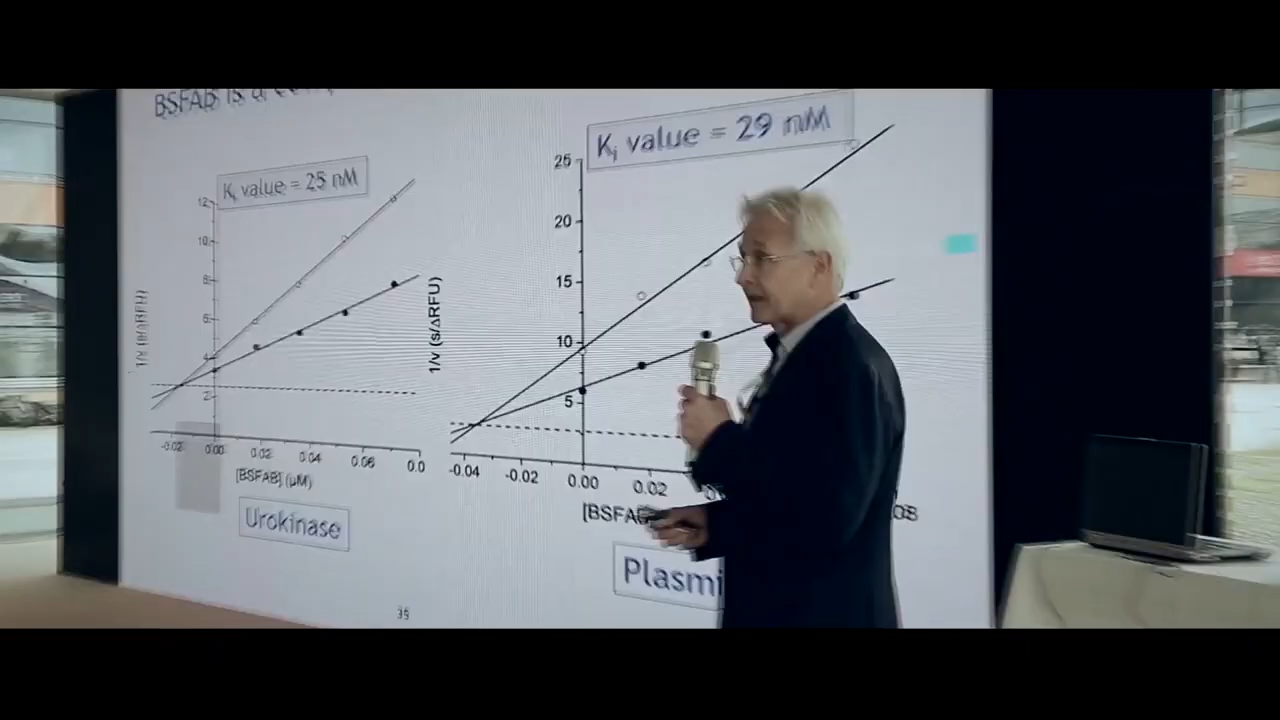 BSFAB is a
Kᵢ value = 25 nM
12
10
8
6
4
2
-0.02 0.00 0.02 0.04 0.06 0.0
[BSFAB] (µM)
1/v (s/ΔRFU)
Urokinase
Kᵢ value = 29 nM
25
20
15
10
5
-0.04 -0.02 0.00 0.02
1/v (s/ΔRFU)
Plasmi